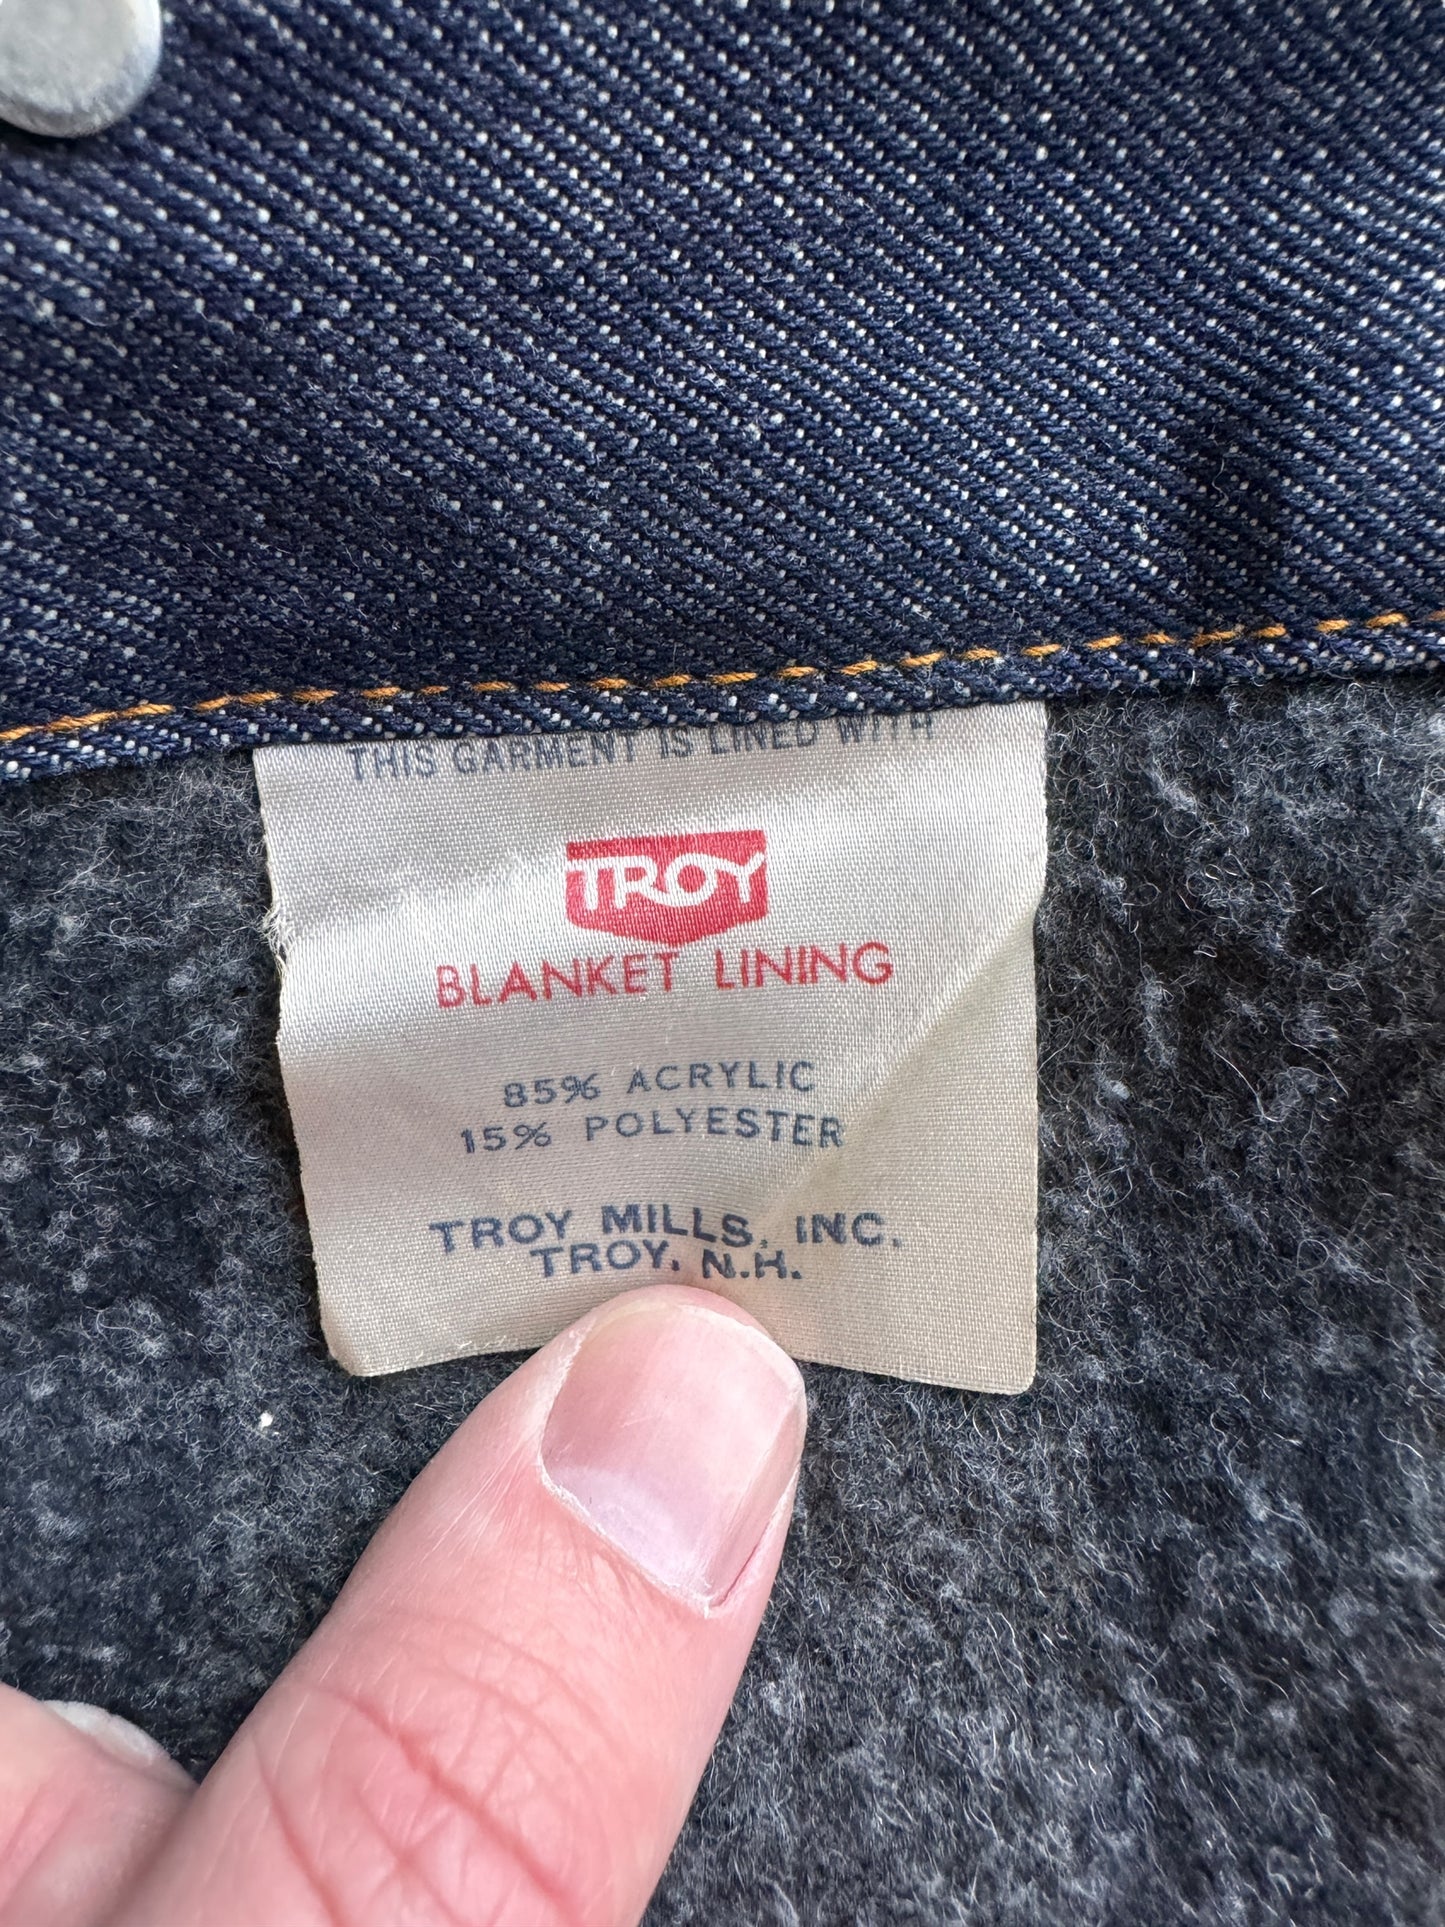 THIS GARMENT IS LINED WITH
TROY
BLANKET LINING
85% ACRYLIC
15% POLYESTER
TROY MILLS, INC.
TROY, N.H.